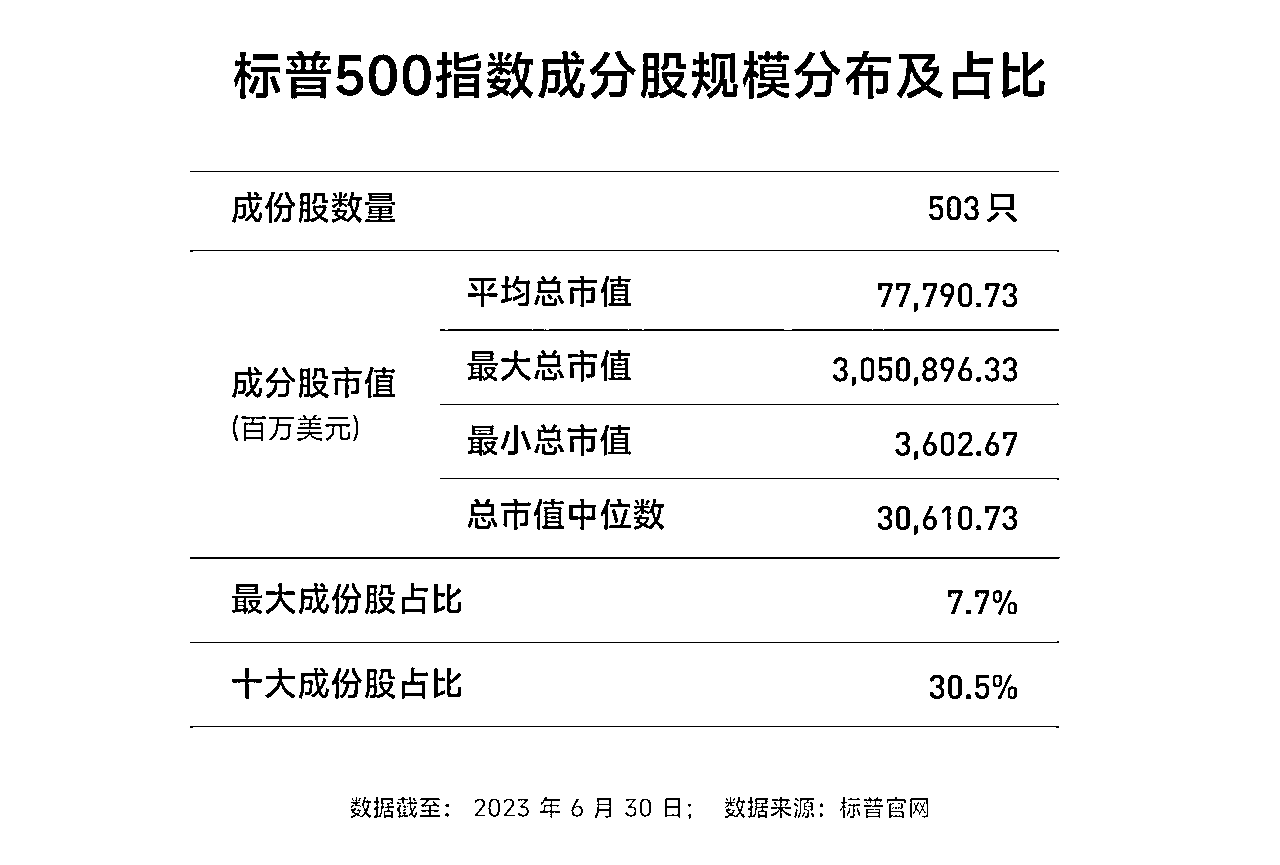 标普500指数成分股规模分布及占比
成份股数量 503 只
平均总市值 77,790.73
最大总市值 3,050,896.33
成分股市值
(百万美元)
最小总市值 3,602.67
总市值中位数 30,610.73
最大成份股占比 7.7%
十大成份股占比 30.5%
数据截至： 2023 年 6 月 30 日； 数据来源：标普官网